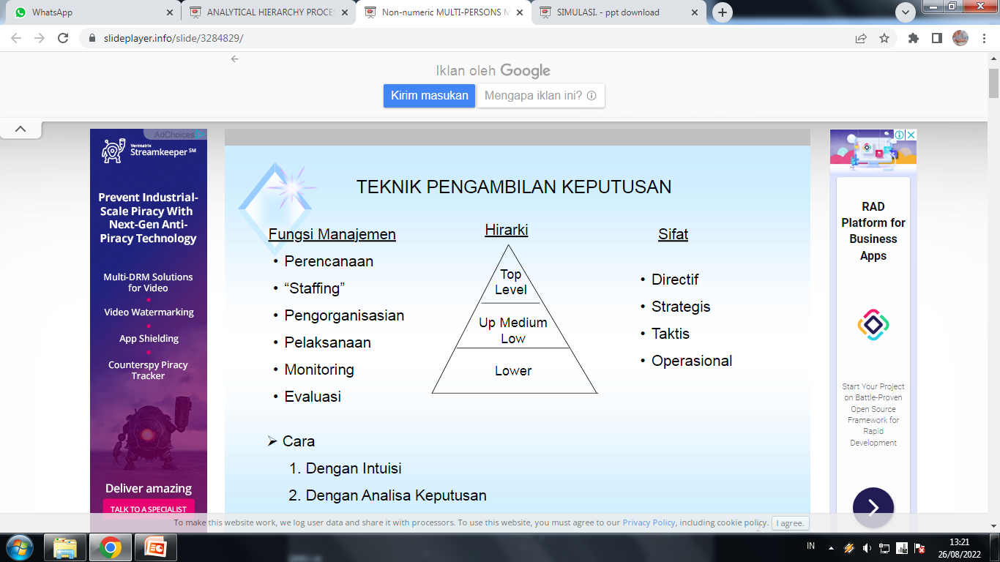 WhatsApp
ANALYTICAL HIERARCHY PROCES
Non-numeric MULTI-PERSONS M
SIMULASI. - ppt download
slideplayer.info/slide/3284829/
Iklan oleh Google
Kirim masukan
Mengapa iklan ini?
AdChoices
Verimatrix
Streamkeeper SM
Prevent Industrial-
Scale Piracy With
Next-Gen Anti-
Piracy Technology
Multi-DRM Solutions
for Video
Video Watermarking
App Shielding
Counterspy Piracy
Tracker
Deliver amazing
TALK TO A SPECIALIST
TEKNIK PENGAMBILAN KEPUTUSAN
Fungsi Manajemen
• Perencanaan
• “Staffing”
• Pengorganisasian
• Pelaksanaan
• Monitoring
• Evaluasi
Hirarki
Top
Level
Up Medium
Low
Lower
Sifat
• Directif
• Strategis
• Taktis
• Operasional
➢ Cara
1. Dengan Intuisi
2. Dengan Analisa Keputusan
RAD
Platform for
Business
Apps
Start Your Project
on Battle-Proven
Open Source
Framework for
Rapid
Development
To make this website work, we log user data and share it with processors. To use this website, you must agree to our Privacy Policy, including cookie policy.
I agree.
IN
13:21
26/08/2022